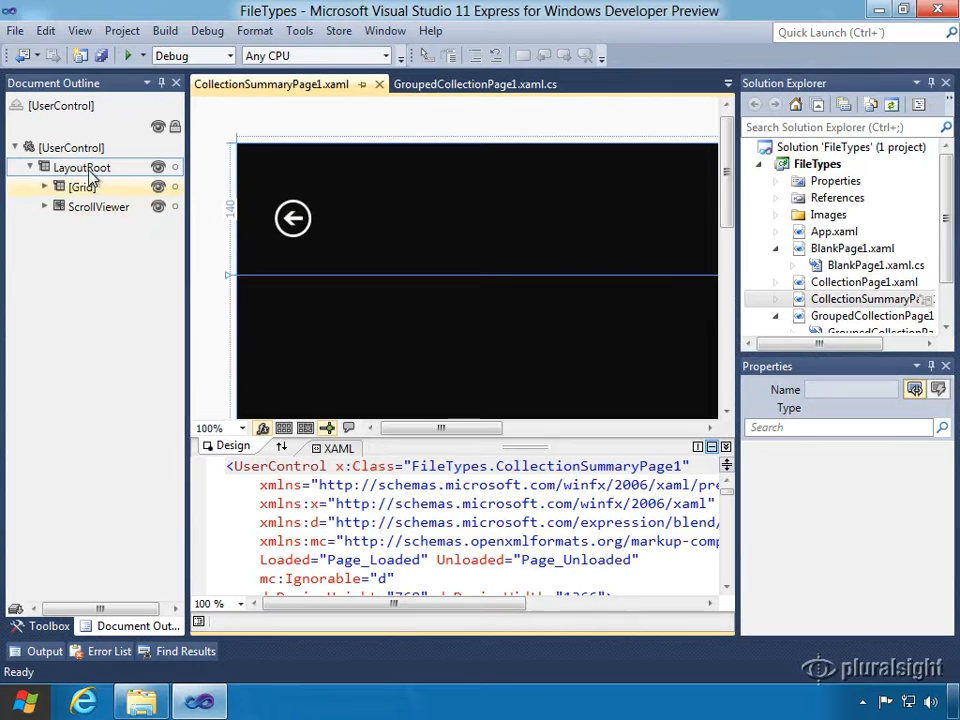 FileTypes - Microsoft Visual Studio 11 Express for Windows Developer Preview
File Edit View Project Build Debug Format Tools Store Window Help
Quick Launch (Ctrl+`)
Debug
Any CPU
Document Outline
[UserControl]
[UserControl]
LayoutRoot
[Grid]
ScrollViewer
CollectionSummaryPage1.xaml
GroupedCollectionPage1.xaml.cs
140
100%
Design
XAML
<UserControl x:Class="FileTypes.CollectionSummaryPage1"
xmlns="http://schemas.microsoft.com/winfx/2006/xaml/pre
xmlns:x="http://schemas.microsoft.com/winfx/2006/xaml"
xmlns:d="http://schemas.microsoft.com/expression/blend/
xmlns:mc="http://schemas.openxmlformats.org/markup-comp
Loaded="Page_Loaded" Unloaded="Page_Unloaded"
mc:Ignorable="d"
100 %
Solution Explorer
Search Solution Explorer (Ctrl+;)
Solution 'FileTypes' (1 project)
FileTypes
Properties
References
Images
App.xaml
BlankPage1.xaml
BlankPage1.xaml.cs
CollectionPage1.xaml
CollectionSummaryPa
GroupedCollectionPage1
GroupedCollectionPa
Properties
Name
Type
Search
Toolbox
Document Out...
Output
Error List
Find Results
Ready
pluralsight